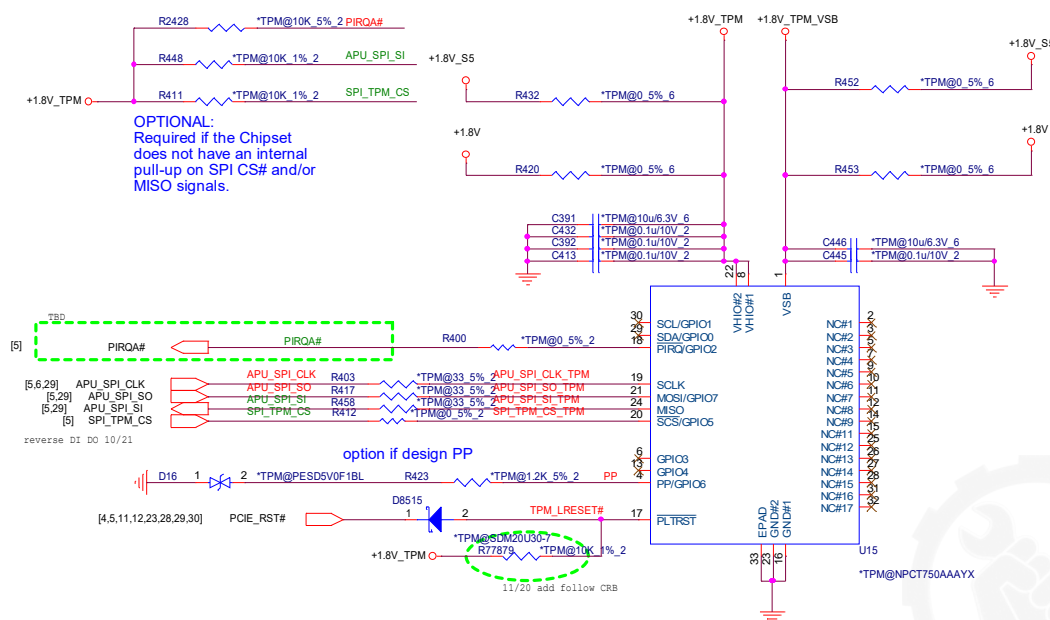 R2428 *TPM@10K_5%_2 PIRQA#
R448 *TPM@10K_1%_2 APU_SPI_SI
+1.8V_TPM R411 *TPM@10K_1%_2 SPI_TPM_CS
OPTIONAL:
Required if the Chipset
does not have an internal
pull-up on SPI CS# and/or
MISO signals.
+1.8V_TPM +1.8V_TPM_VSB
+1.8V_S5
R432 *TPM@0_5%_6
+1.8V
R420 *TPM@0_5%_6
+1.8V_S5
R452 *TPM@0_5%_6
+1.8V
R453 *TPM@0_5%_6
C391 *TPM@10u/6.3V_6
C432 *TPM@0.1u/10V_2
C392 *TPM@0.1u/10V_2
C413 *TPM@0.1u/10V_2
C446 *TPM@10u/6.3V_6
C445 *TPM@0.1u/10V_2
22 8 1
VHIO#2 VHIO#1 VSB
TBD
[5] PIRQA# PIRQA# R400 *TPM@0_5%_2
[5,6,29] APU_SPI_CLK APU_SPI_CLK R403 *TPM@33_5%_2 APU_SPI_CLK_TPM
[5,29] APU_SPI_SO APU_SPI_SO R417 *TPM@33_5%_2 APU_SPI_SO_TPM
[5,29] APU_SPI_SI APU_SPI_SI R458 *TPM@33_5%_2 APU_SPI_SI_TPM
[5] SPI_TPM_CS SPI_TPM_CS R412 *TPM@0_5%_2 SPI_TPM_CS_TPM
reverse DI DO 10/21
option if design PP
D16 1 2 *TPM@PESD5V0F1BL R423 *TPM@1.2K_5%_2 PP
D8515
[4,5,11,12,23,28,29,30] PCIE_RST# 1 2 TPM_LRESET#
*TPM@SDM20U30-7
+1.8V_TPM R77879 *TPM@10K_1%_2
11/20 add follow CRB
30 SCL/GPIO1
29 SDA/GPIO0
18 PIRQ/GPIO2
19 SCLK
21 MOSI/GPIO7
24 MISO
20 SCS/GPIO5
6 GPIO3
13 GPIO4
4 PP/GPIO6
17 PLTRST
NC#1 2
NC#2 3
NC#3 5
NC#4 7
NC#5 9
NC#6 10
NC#7 11
NC#8 12
NC#9 14
NC#11 15
NC#12 25
NC#13 26
NC#14 27
NC#15 28
NC#16 31
NC#17 32
EPAD GND#2 GND#1
33 23 16
U15
*TPM@NPCT750AAAYX